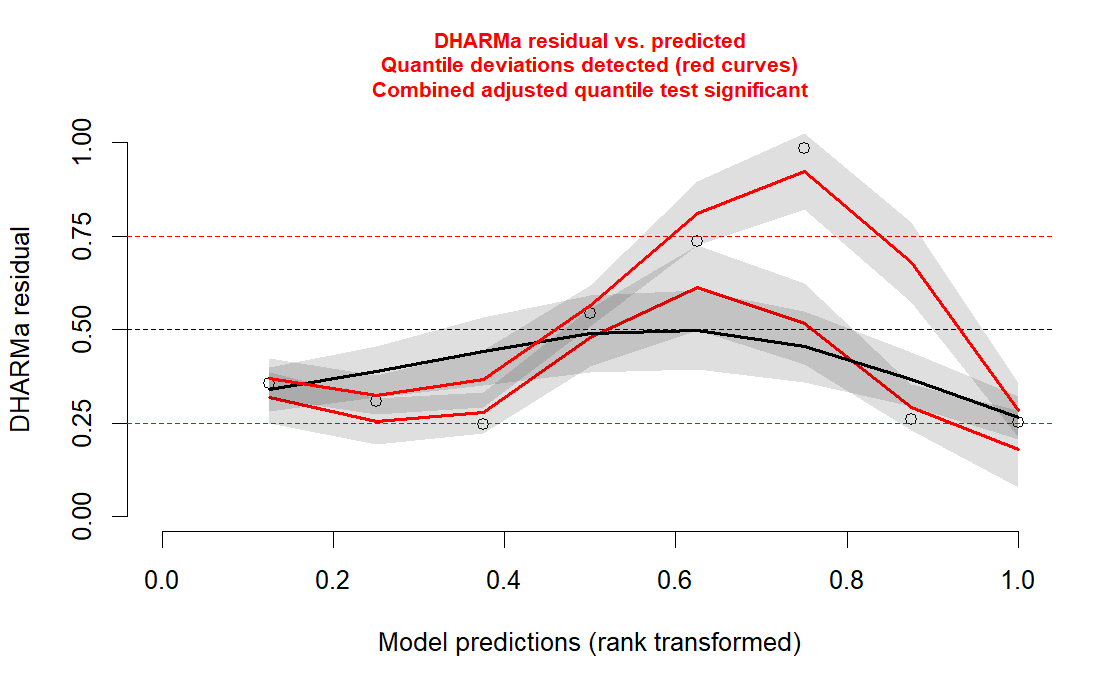 DHARMa residual vs. predicted
Quantile deviations detected (red curves)
Combined adjusted quantile test significant
DHARMa residual
1.00
0.75
0.50
0.25
0.00
0.0 0.2 0.4 0.6 0.8 1.0
Model predictions (rank transformed)